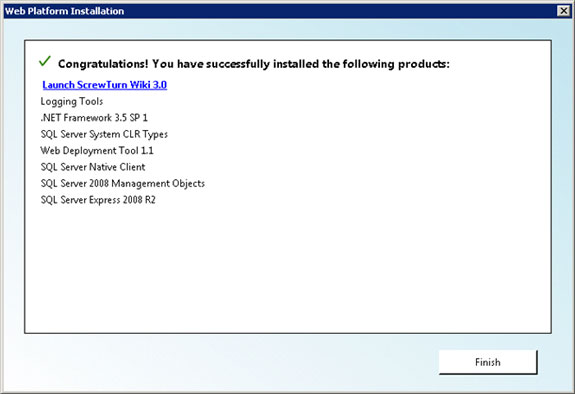 Web Platform Installation
Congratulations! You have successfully installed the following products:
Launch ScrewTurn Wiki 3.0
Logging Tools
.NET Framework 3.5 SP 1
SQL Server System CLR Types
Web Deployment Tool 1.1
SQL Server Native Client
SQL Server 2008 Management Objects
SQL Server Express 2008 R2
Finish